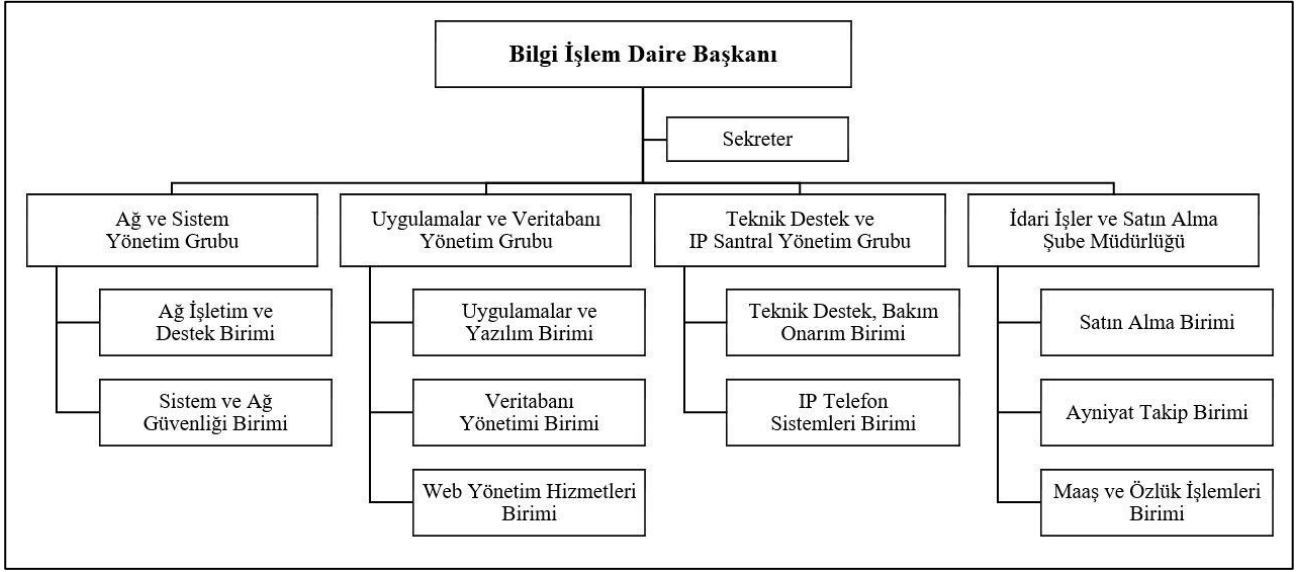 Bilgi İşlem Daire Başkanı
Sekreter
Ağ ve Sistem
Yönetim Grubu
Ağ İşletim ve
Destek Birimi
Sistem ve Ağ
Güvenliği Birimi
Uygulamalar ve Veritabanı
Yönetim Grubu
Uygulamalar ve
Yazılım Birimi
Veritabanı
Yönetimi Birimi
Web Yönetim Hizmetleri
Birimi
Teknik Destek ve
IP Santral Yönetim Grubu
Teknik Destek, Bakım
Onarım Birimi
IP Telefon
Sistemleri Birimi
İdari İşler ve Satın Alma
Şube Müdürlüğü
Satın Alma Birimi
Ayniyat Takip Birimi
Maaş ve Özlük İşlemleri
Birimi